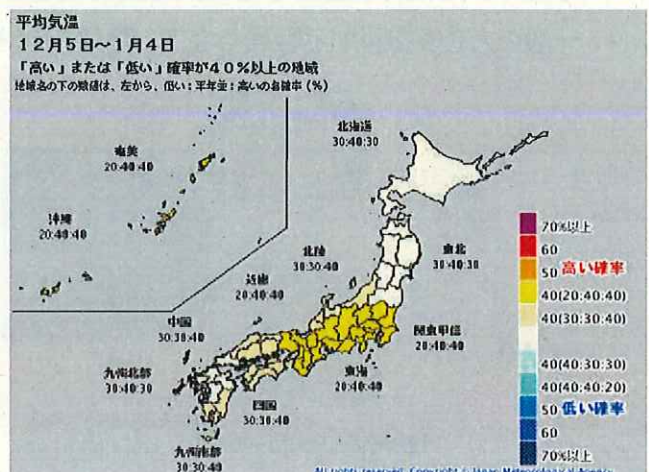 平均気温
12月5日～1月4日
「高い」または「低い」確率が40%以上の地域
地域名の下の数値は、左から、低い:平年並:高いの各確率(%)
北海道
30:40:30
奄美
20:40:40
沖縄
20:40:40
東北
30:40:30
北陸
30:30:40
近畿
20:40:40
中国
30:30:40
関東甲信
20:40:40
九州北部
30:40:30
東海
20:40:40
四国
30:30:40
九州南部
30:30:40
70%以上
60
50 高い確率
40(20:40:40)
40(30:30:40)
40(40:30:30)
40(40:40:20)
50 低い確率
60
70%以上
All rights reserved. Copyright © Japan Meteorological Agency